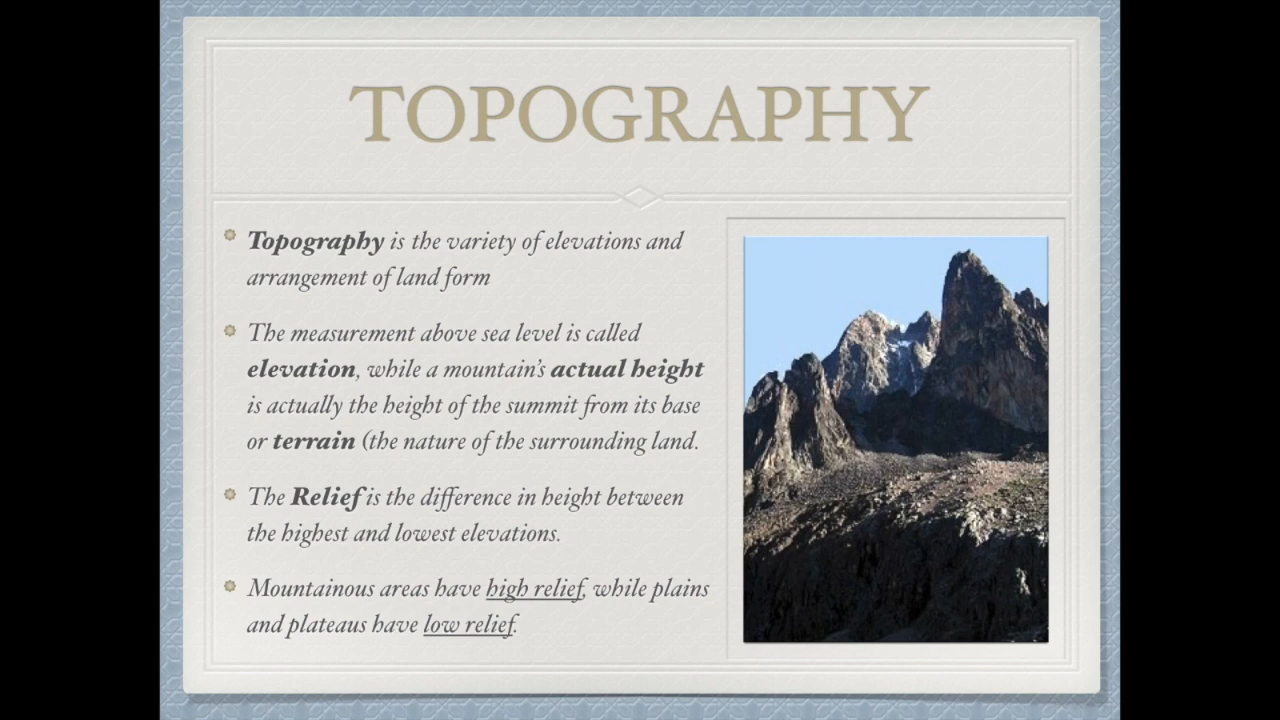 TOPOGRAPHY
Topography is the variety of elevations and
arrangement of land form
The measurement above sea level is called
elevation, while a mountain's actual height
is actually the height of the summit from its base
or terrain (the nature of the surrounding land.
The Relief is the difference in height between
the highest and lowest elevations.
Mountainous areas have high relief, while plains
and plateaus have low relief.